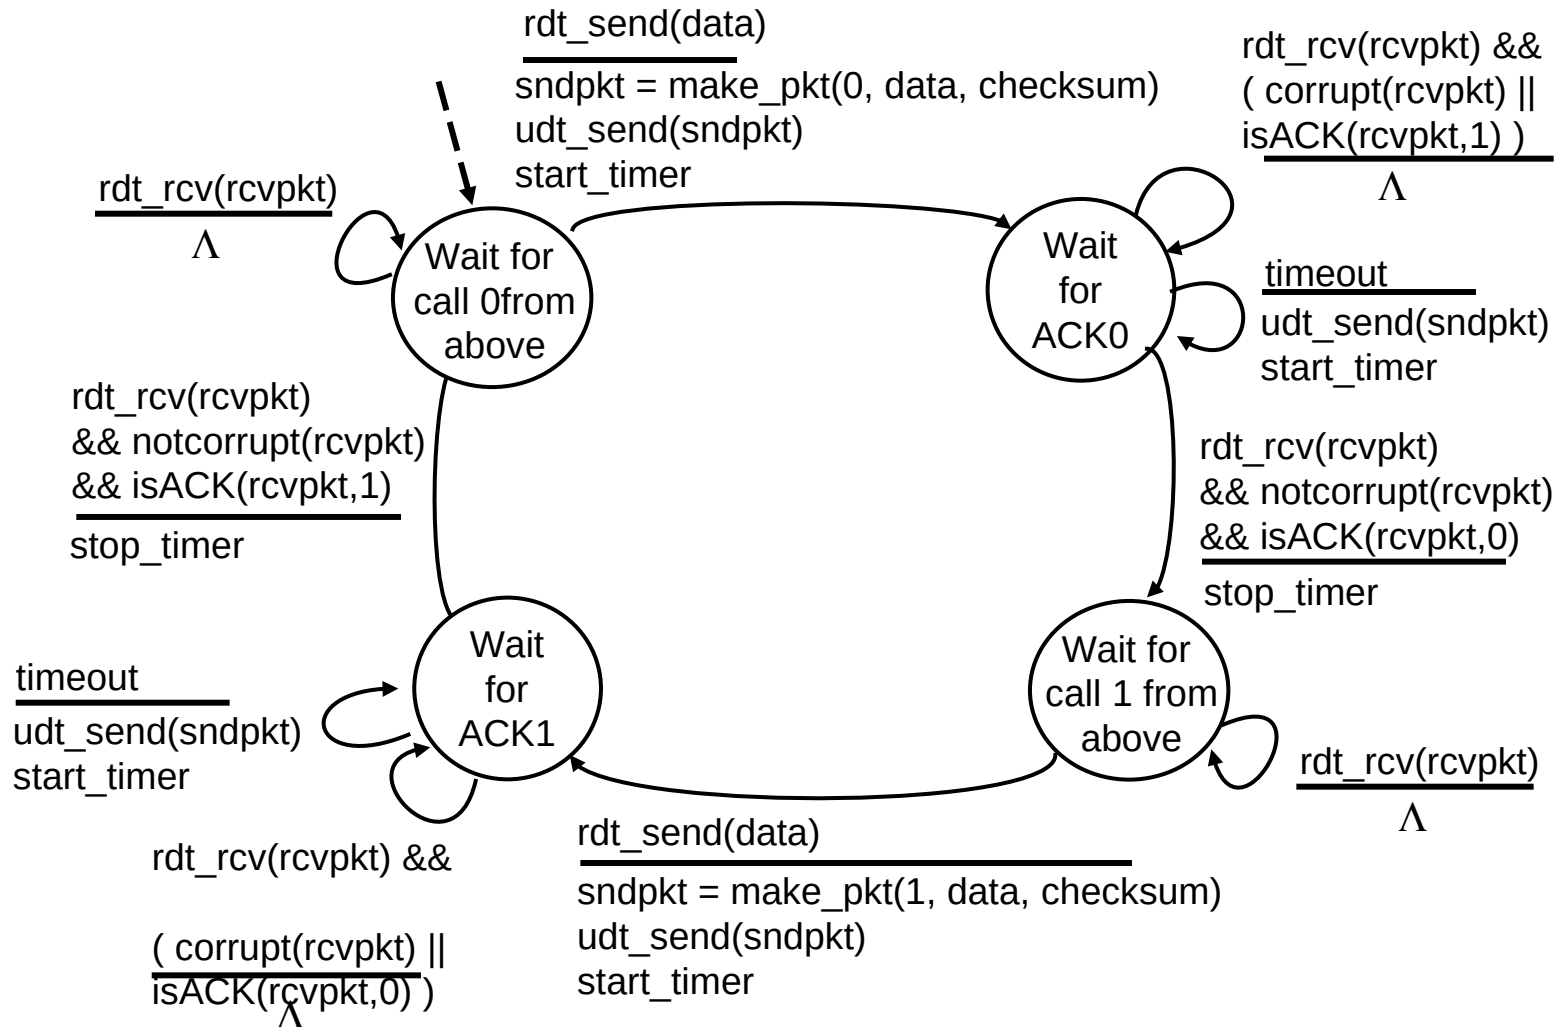 rdt_send(data)
sndpkt = make_pkt(0, data, checksum)
udt_send(sndpkt)
start_timer
rdt_rcv(rcvpkt) &&
( corrupt(rcvpkt) ||
isACK(rcvpkt,1) )
Λ
rdt_rcv(rcvpkt)
Λ
Wait for
call 0from
above
Wait
for
ACK0
timeout
udt_send(sndpkt)
start_timer
rdt_rcv(rcvpkt)
&& notcorrupt(rcvpkt)
&& isACK(rcvpkt,1)
stop_timer
rdt_rcv(rcvpkt)
&& notcorrupt(rcvpkt)
&& isACK(rcvpkt,0)
stop_timer
Wait
for
ACK1
Wait for
call 1 from
above
timeout
udt_send(sndpkt)
start_timer
rdt_rcv(rcvpkt)
Λ
rdt_rcv(rcvpkt) &&
( corrupt(rcvpkt) ||
isACK(rcvpkt,0) )
Λ
rdt_send(data)
sndpkt = make_pkt(1, data, checksum)
udt_send(sndpkt)
start_timer